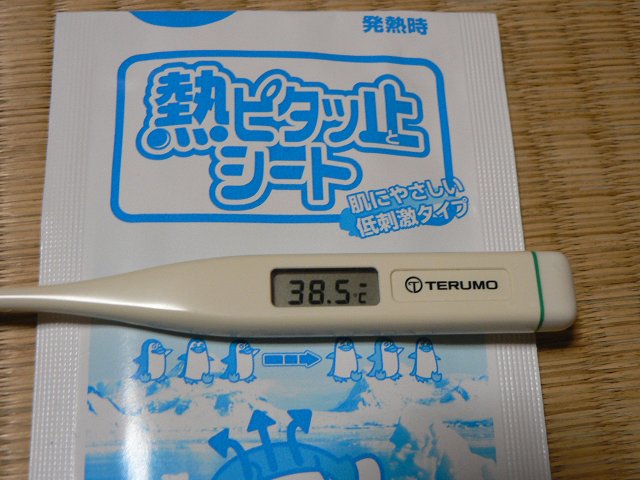 発熱時
熱ピタッ止と
シート
肌にやさしい
低刺激タイプ
38.5℃
TERUMO